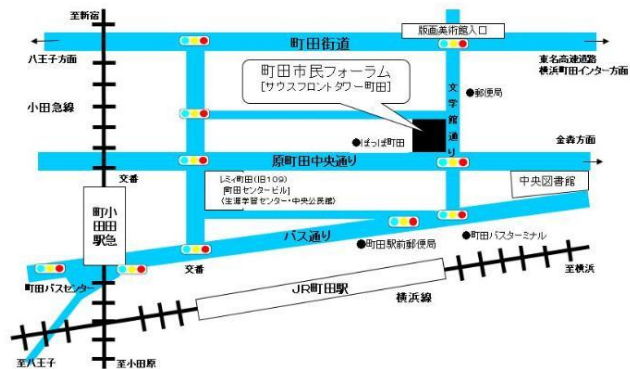 至新宿
版画美術館入口
町田街道
八王子方面
東名高速道路
横浜町田インター方面
町田市民フォーラム
[サウスフロントタワー町田]
小田急線
文学館通り
●郵便局
●ぽっぽ町田
金森方面
原町田中央通り
交番
レミィ町田(旧109)
[町田センタービル]
(生涯学習センター・中央公民館)
中央図書館
小田急
町田駅
バス通り
●町田バスターミナル
●町田駅前郵便局
交番
町田バスセンター
至横浜
JR町田駅
横浜線
至八王子
至小田原